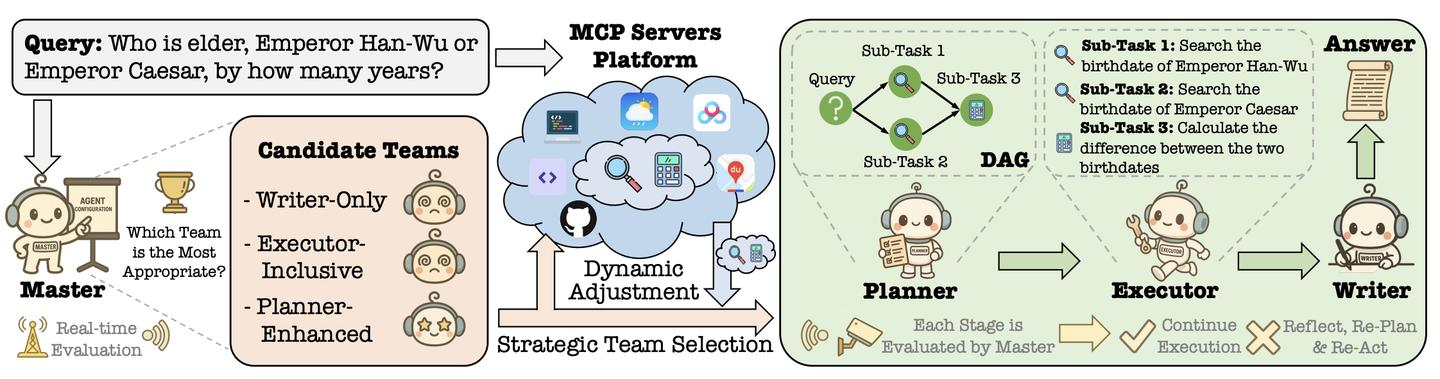 Query: Who is elder, Emperor Han-Wu or
Emperor Caesar, by how many years?
MASTER
AGENT
CONFIGURATION
Which Team
is the Most
Appropriate?
Master
Real-time
Evaluation
Candidate Teams
- Writer-Only
- Executor-
Inclusive
- Planner-
Enhanced
MCP Servers
Platform
du
Dynamic
Adjustment
Strategic Team Selection
Sub-Task 1
Query
Sub-Task 3
?
Sub-Task 2
DAG
Sub-Task 1: Search the
birthdate of Emperor Han-Wu
Sub-Task 2: Search the
birthdate of Emperor Caesar
Sub-Task 3: Calculate the
difference between the two
birthdates
Answer
PLANNER
Planner
EXECUTOR
Executor
WRITER
Writer
Each Stage is
Evaluated by Master
Continue
Execution
Reflect, Re-Plan
& Re-Act